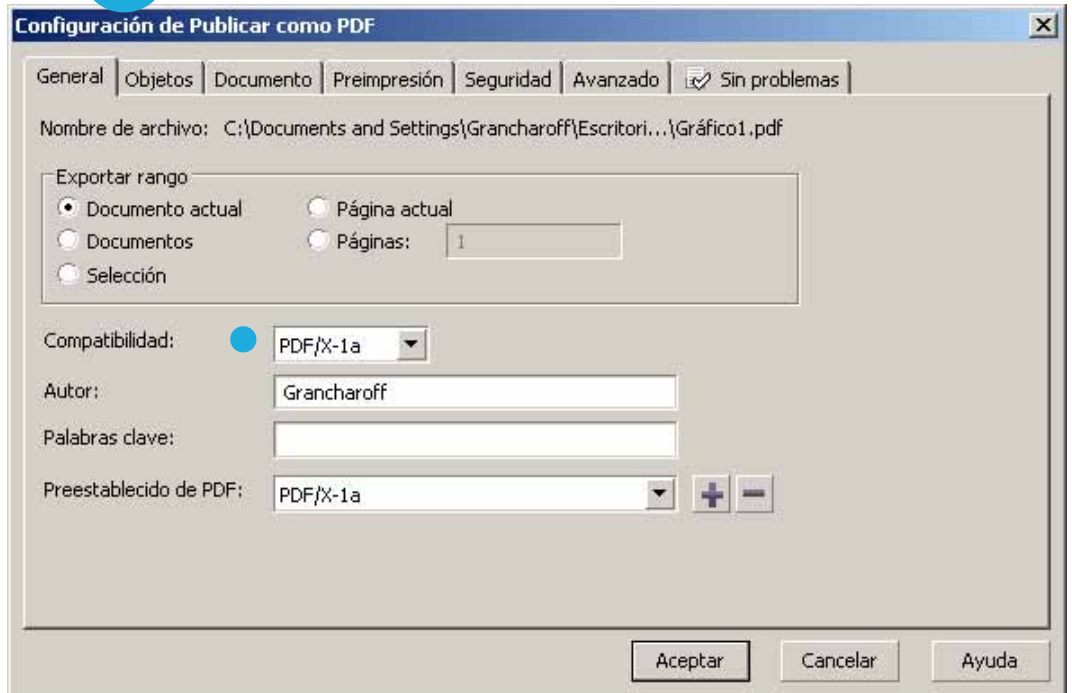 Configuración de Publicar como PDF
General Objetos Documento Preimpresión Seguridad Avanzado Sin problemas
Nombre de archivo: C:\Documents and Settings\Grancharoff\Escritori...\Gráfico1.pdf
Exportar rango
Documento actual Página actual
Documentos Páginas: 1
Selección
Compatibilidad: PDF/X-1a
Autor: Grancharoff
Palabras clave:
Preestablecido de PDF: PDF/X-1a
Aceptar Cancelar Ayuda